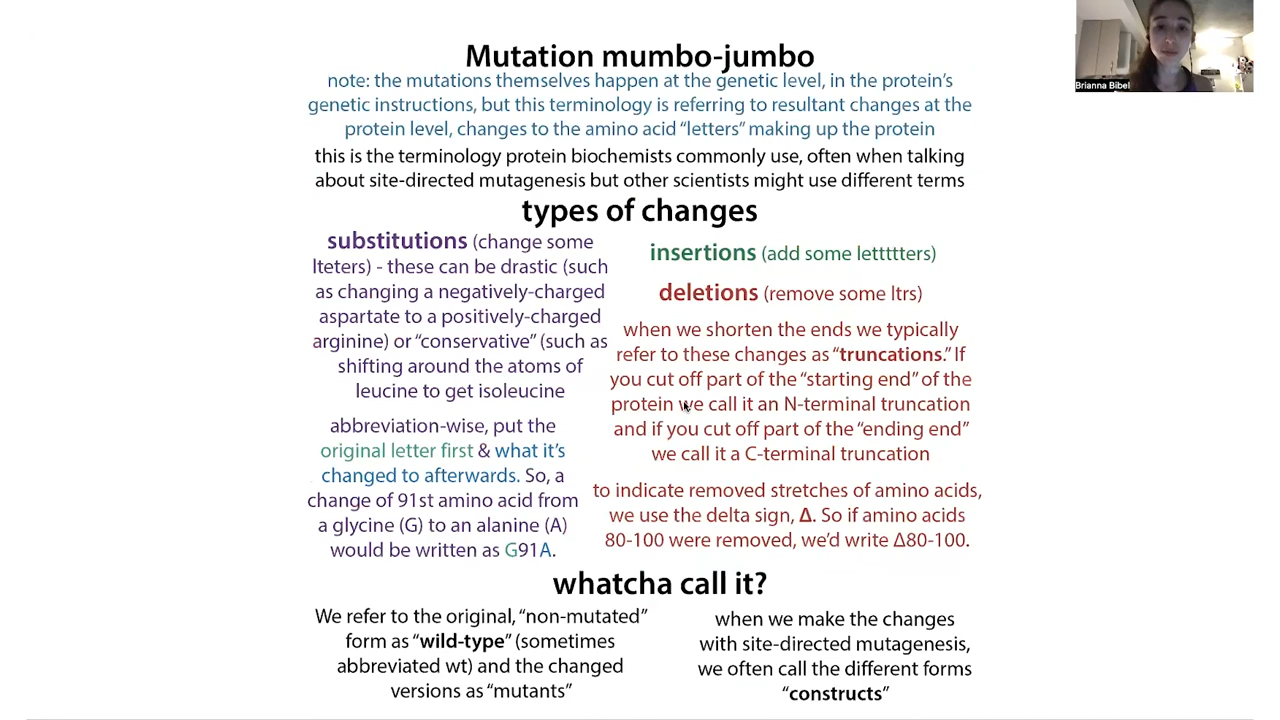 Mutation mumbo-jumbo
note: the mutations themselves happen at the genetic level, in the protein's
genetic instructions, but this terminology is referring to resultant changes at the
protein level, changes to the amino acid “letters” making up the protein
this is the terminology protein biochemists commonly use, often when talking
about site-directed mutagenesis but other scientists might use different terms
types of changes
substitutions (change some
lteters) - these can be drastic (such
as changing a negatively-charged
aspartate to a positively-charged
arginine) or “conservative” (such as
shifting around the atoms of
leucine to get isoleucine
abbreviation-wise, put the
original letter first & what it's
changed to afterwards. So, a
change of 91st amino acid from
a glycine (G) to an alanine (A)
would be written as G91A.
insertions (add some lettttters)
deletions (remove some ltrs)
when we shorten the ends we typically
refer to these changes as “truncations.” If
you cut off part of the “starting end” of the
protein we call it an N-terminal truncation
and if you cut off part of the “ending end”
we call it a C-terminal truncation
to indicate removed stretches of amino acids,
we use the delta sign, Δ. So if amino acids
80-100 were removed, we'd write Δ80-100.
whatcha call it?
We refer to the original, “non-mutated”
form as “wild-type” (sometimes
abbreviated wt) and the changed
versions as “mutants”
when we make the changes
with site-directed mutagenesis,
we often call the different forms
“constructs”
Brianna Bibel